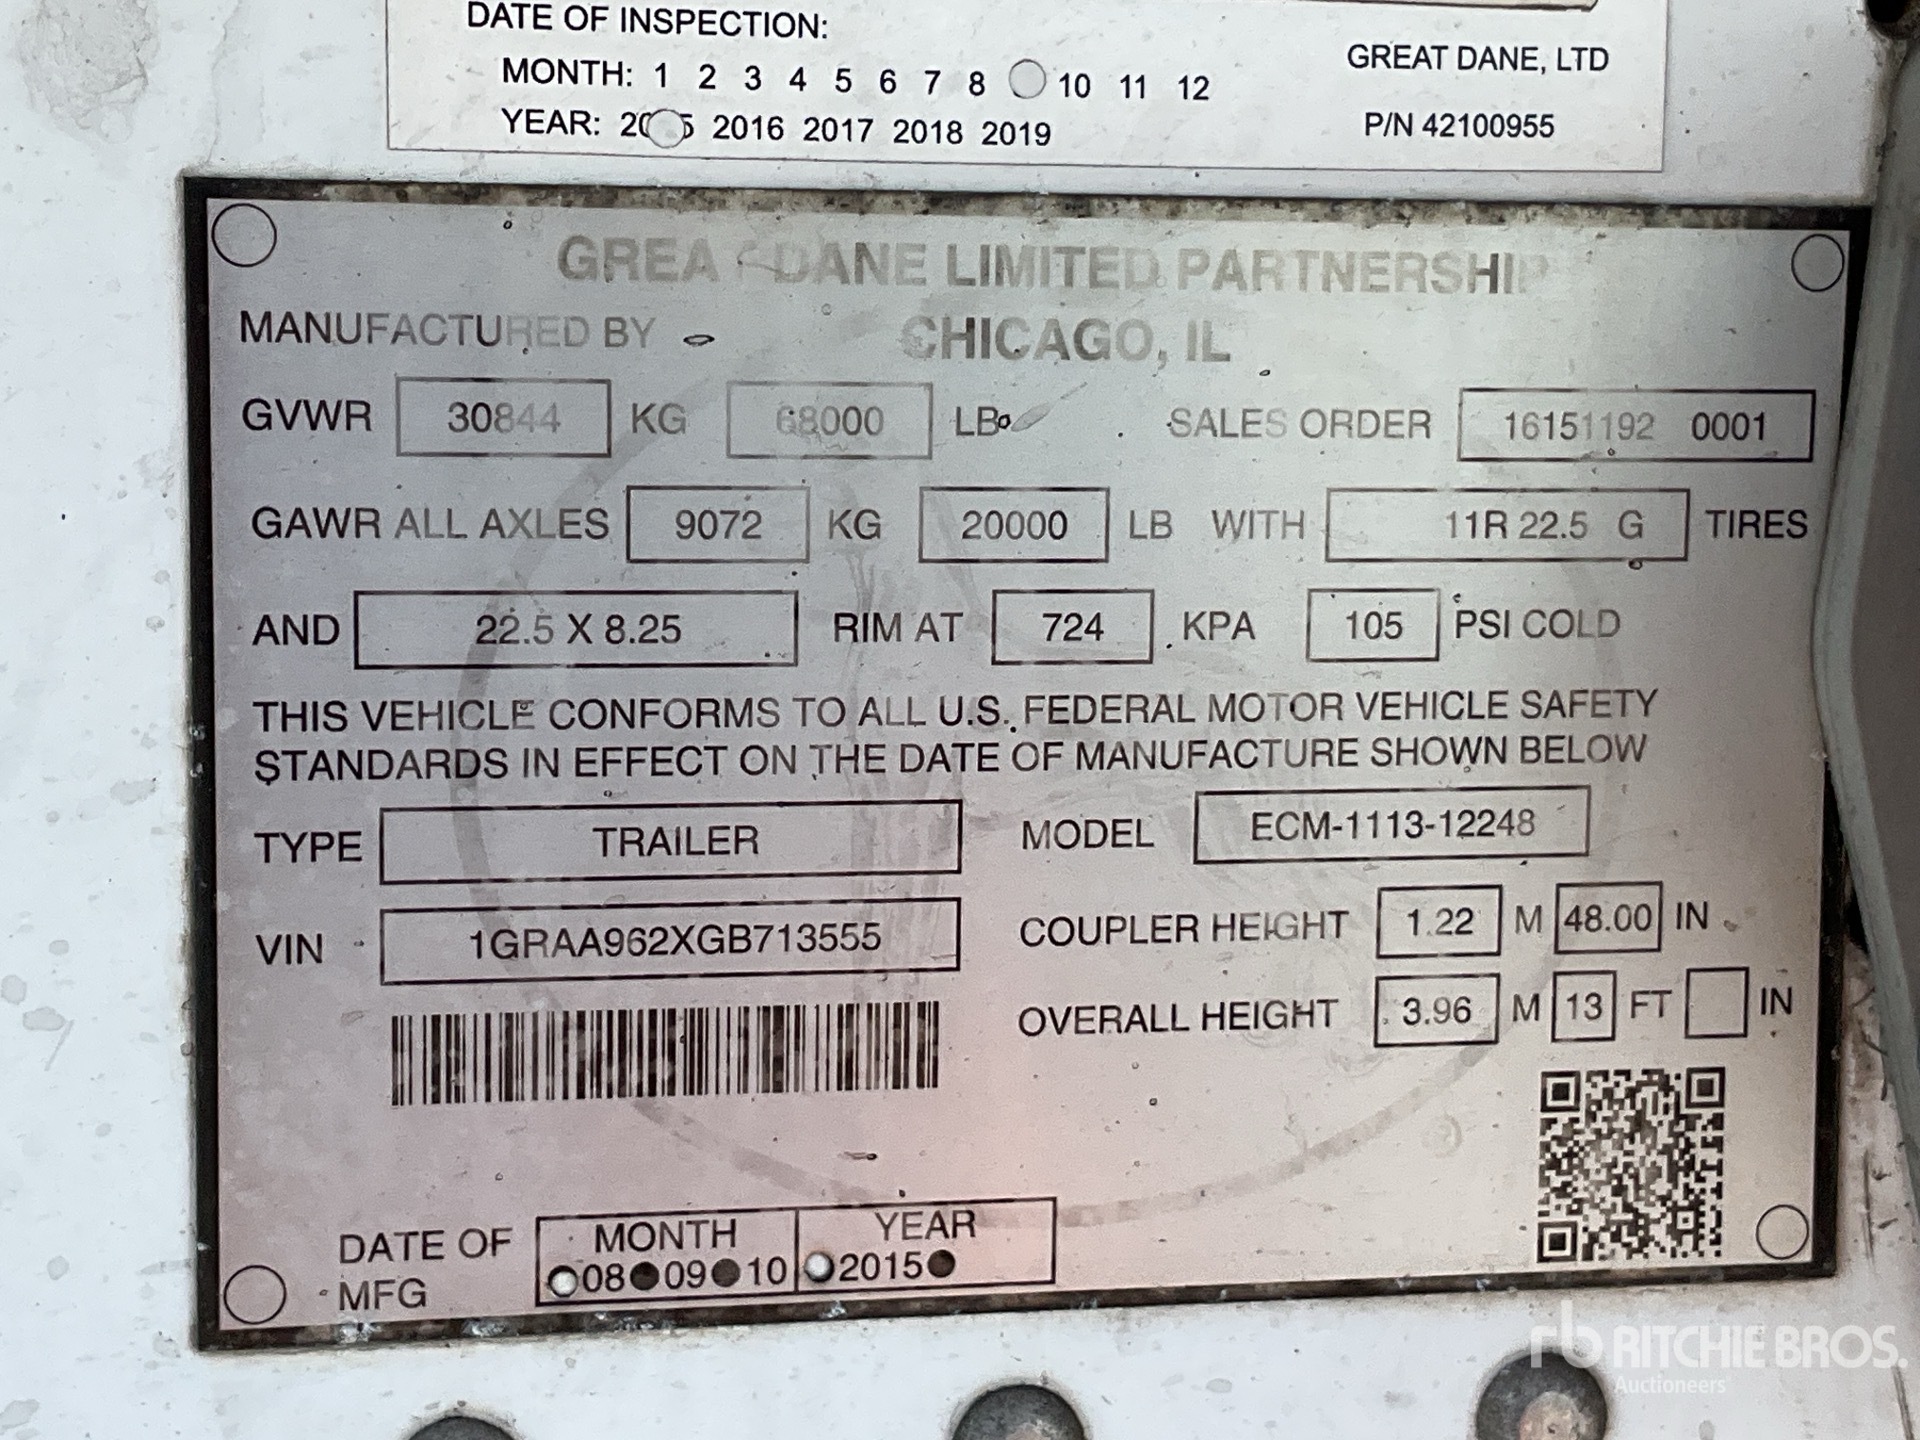 DATE OF INSPECTION:
MONTH: 1 2 3 4 5 6 7 8 10 11 12
YEAR: 2016 2017 2018 2019
GREAT DANE, LTD
P/N 42100955
GREAT DANE LIMITED PARTNERSHIP
MANUFACTURED BY CHICAGO, IL
GVWR 30844 KG 68000 LB SALES ORDER 16151192 0001
GAWR ALL AXLES 9072 KG 20000 LB WITH 11R 22.5 G TIRES
AND 22.5 X 8.25 RIM AT 724 KPA 105 PSI COLD
THIS VEHICLE CONFORMS TO ALL U.S. FEDERAL MOTOR VEHICLE SAFETY
STANDARDS IN EFFECT ON THE DATE OF MANUFACTURE SHOWN BELOW
TYPE TRAILER MODEL ECM-1113-12248
VIN 1GRAA962XGB713555 COUPLER HEIGHT 1.22 M 48.00 IN
OVERALL HEIGHT 3.96 M 13 FT IN
DATE OF MFG
MONTH YEAR
08 09 10 2015
rb RITCHIE BROS.
Auctioneers